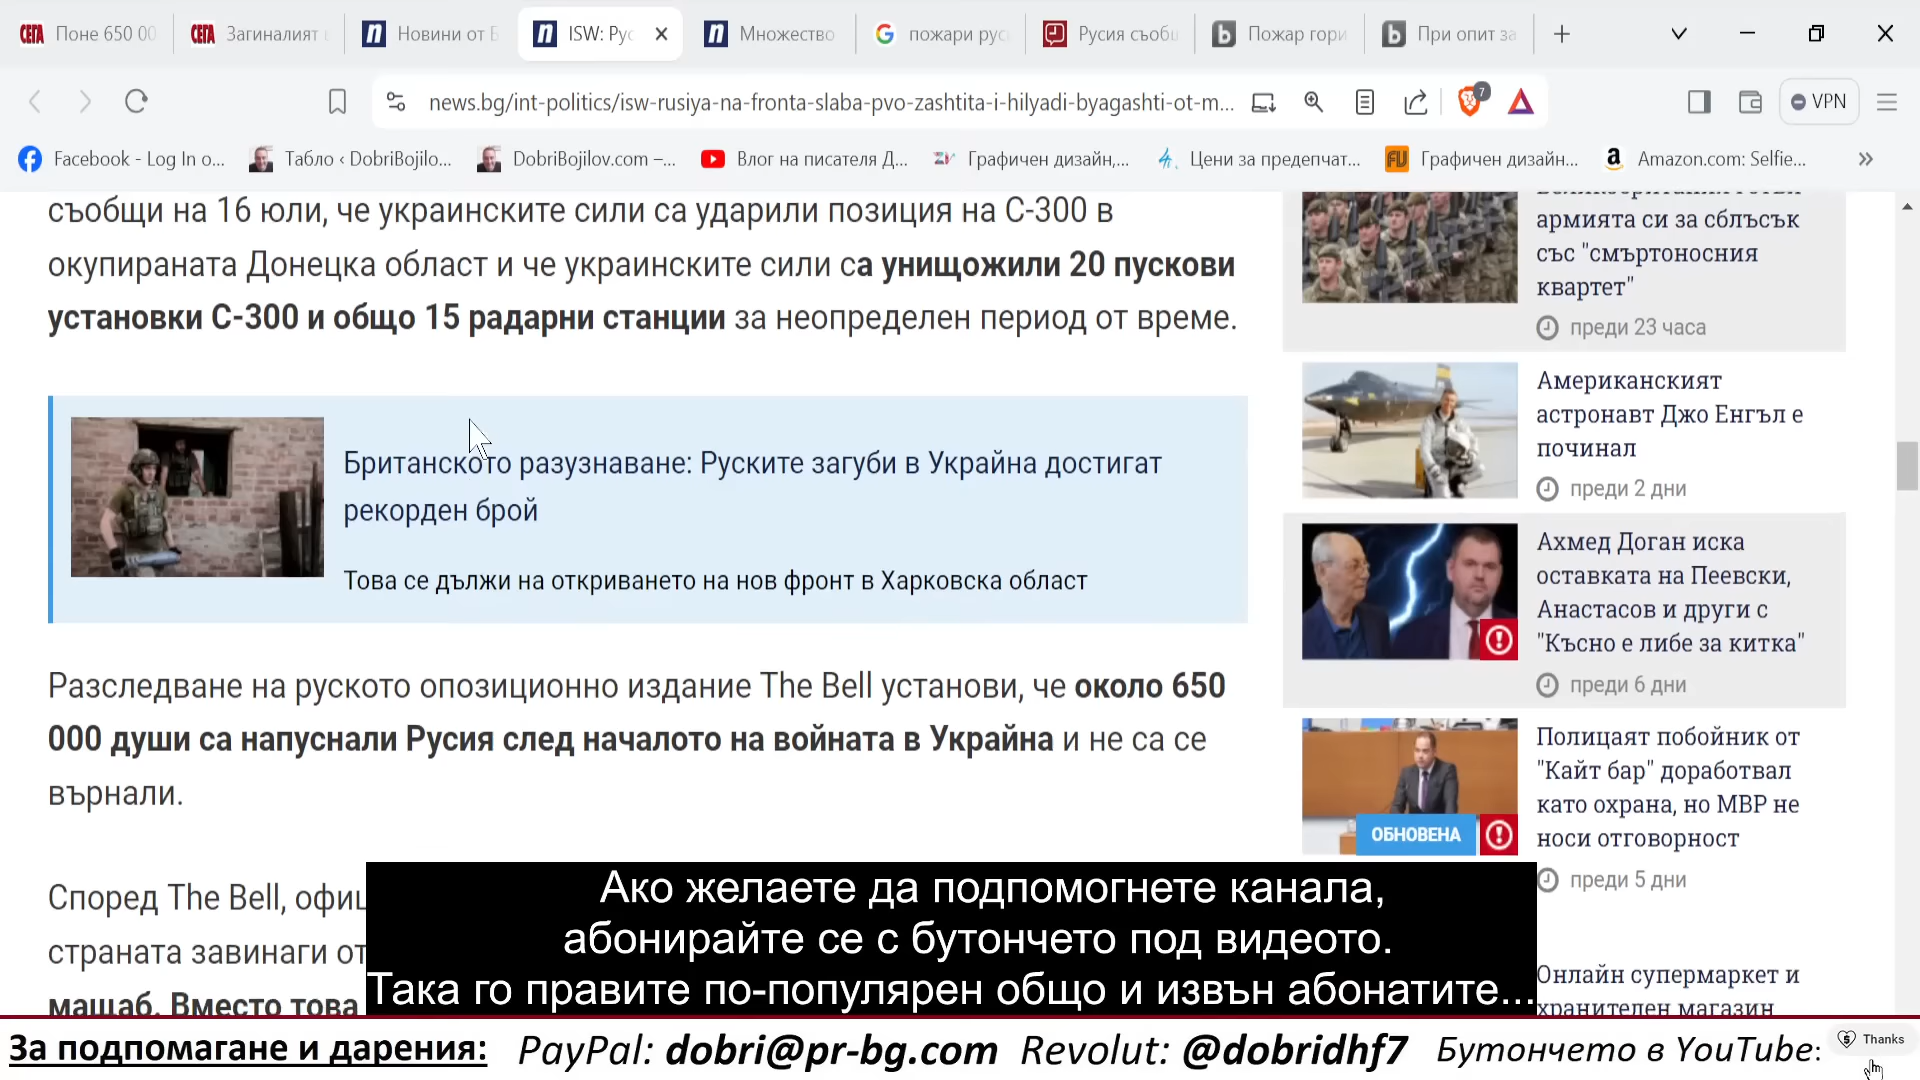 СЕГА Поне 650 00
СЕГА Загиналият
n Новини от
n ISW: Рус
n Множество
G пожари рус
Русия съобщ
b Пожар гори
b При опит за
news.bg/int-politics/isw-rusiya-na-fronta-slaba-pvo-zashtita-i-hilyadi-byagashti-ot-m...
7
VPN
Facebook - Log In o...
Табло ‹ DobriBojilo...
DobriBojilov.com –...
Влог на писателя Д...
Графичен дизайн,...
Цени за предепчат...
Графичен дизайн...
Amazon.com: Selfie...
съобщи на 16 юли, че украинските сили са ударили позиция на С-300 в
окупираната Донецка област и че украинските сили са унищожили 20 пускови
установки С-300 и общо 15 радарни станции за неопределен период от време.
Британското разузнаване: Руските загуби в Украйна достигат
рекорден брой
Това се дължи на откриването на нов фронт в Харковска област
Разследване на руското опозиционно издание The Bell установи, че около 650
000 души са напуснали Русия след началото на войната в Украйна и не са се
върнали.
Според The Bell, офиц
страната завинаги от
мащаб. Вместо това
армията си за сблъсък
със "смъртоносния
квартет"
преди 23 часа
Американският
астронавт Джо Енгъл е
починал
преди 2 дни
Ахмед Доган иска
оставката на Пеевски,
Анастасов и други с
"Късно е либе за китка"
преди 6 дни
Полицаят побойник от
"Кайт бар" доработвал
като охрана, но МВР не
носи отговорност
ОБНОВЕНА
преди 5 дни
Онлайн супермаркет и
хранителен магазин
Ако желаете да подпомогнете канала,
абонирайте се с бутончето под видеото.
Така го правите по-популярен общо и извън абонатите...
За подпомагане и дарения: PayPal: dobri@pr-bg.com Revolut: @dobridhf7 Бутончето в YouTube: Thanks